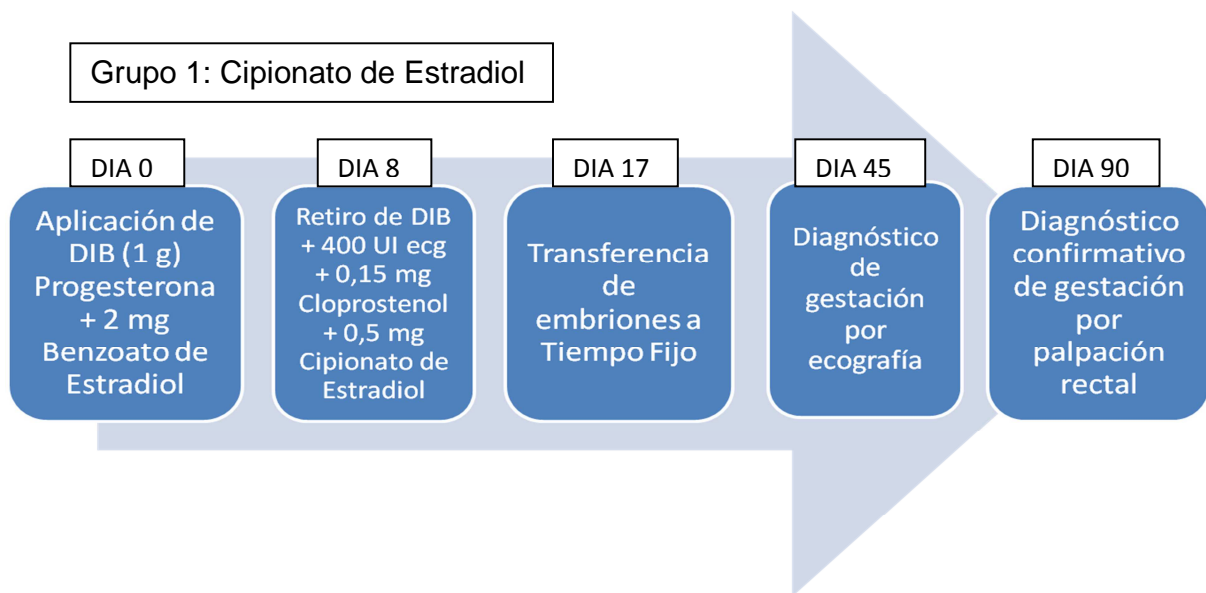 Grupo 1: Cipionato de Estradiol
DIA 0
Aplicación de
DIB (1 g)
Progesterona
+ 2 mg
Benzoato de
Estradiol
DIA 8
Retiro de DIB
+ 400 UI ecg
+ 0,15 mg
Cloprostenol
+ 0,5 mg
Cipionato de
Estradiol
DIA 17
Transferencia
de
embriones a
Tiempo Fijo
DIA 45
Diagnóstico
de
gestación
por
ecografía
DIA 90
Diagnóstico
confirmativo
de gestación
por
palpación
rectal